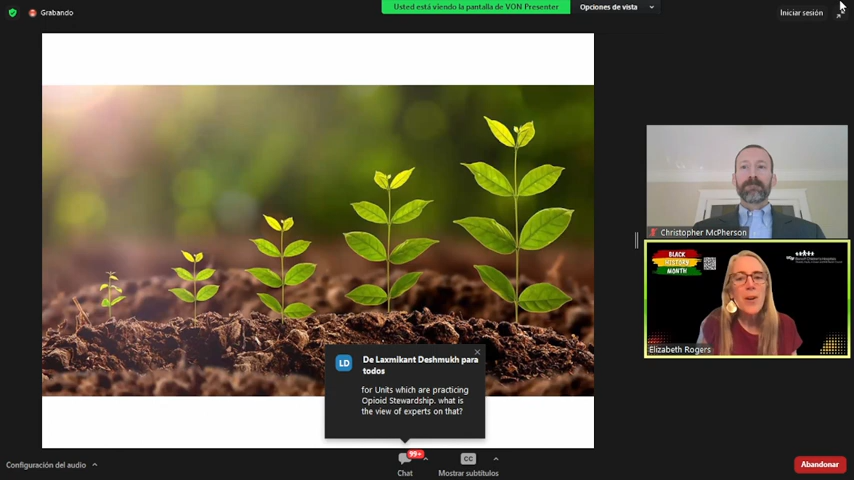 Grabando
Usted está viendo la pantalla de VON Presenter
Opciones de vista
Iniciar sesión
Christopher McPherson
BLACK
HISTORY
MONTH
Elizabeth Rogers
LD
De Laxmikant Deshmukh para
todos
for Units which are practicing
Opioid Stewardship. what is
the view of experts on that?
Configuración del audio
99+
Chat
CC
Mostrar subtítulos
Abandonar